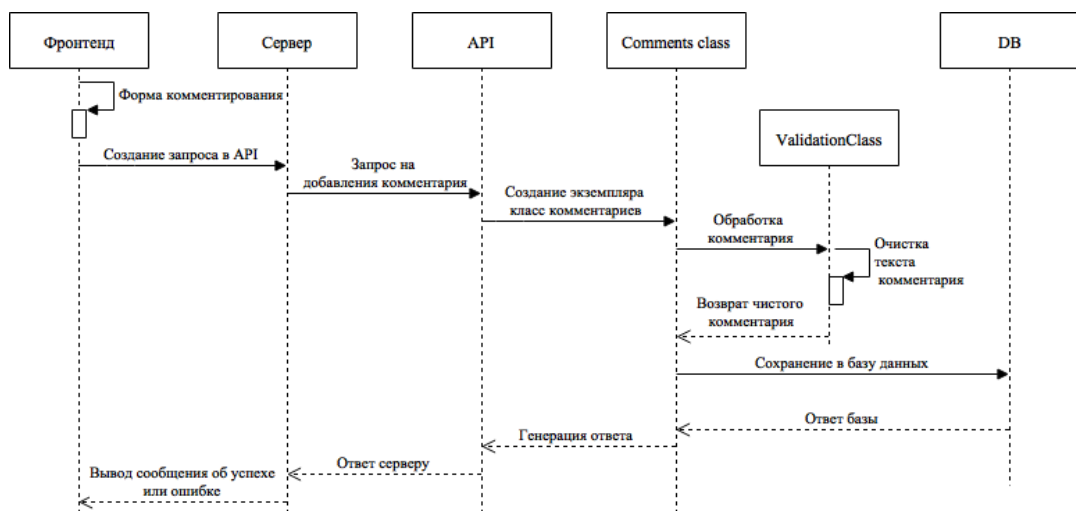 Фронтенд
Сервер
API
Comments class
DB
Форма комментирования
ValidationClass
Создание запроса в API
Запрос на
добавления комментария
Создание экземпляра
класс комментариев
Обработка
комментария
Очистка
текста
комментария
Возврат чистого
комментария
Сохранение в базу данных
Ответ базы
Генерация ответа
Ответ серверу
Вывод сообщения об успехе
или ошибке